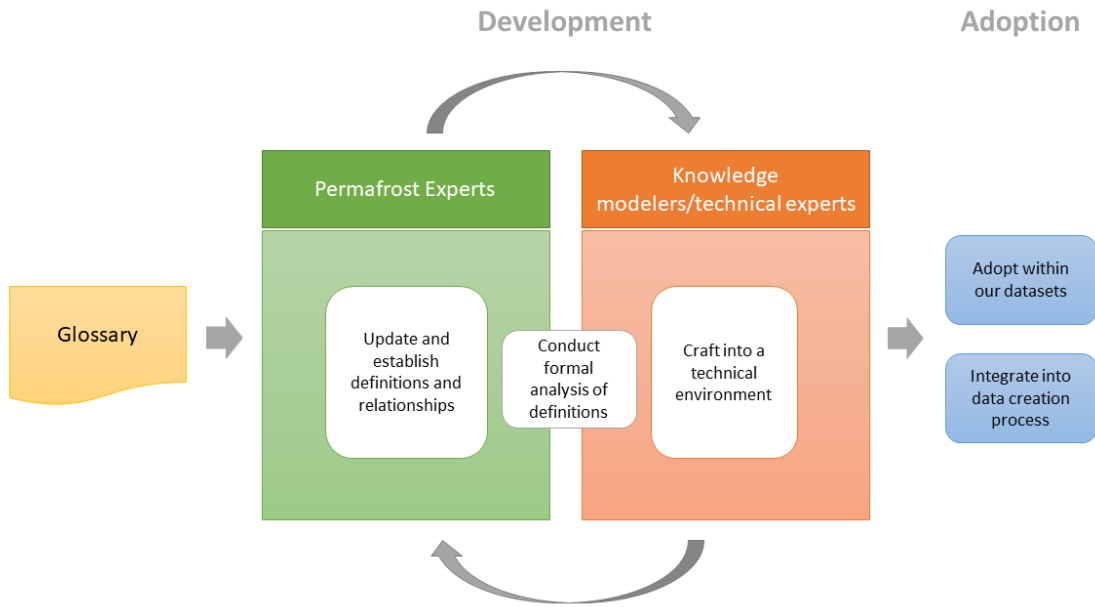 Development
Adoption
Permafrost Experts
Knowledge
modelers/technical experts
Glossary
Update and
establish
definitions and
relationships
Conduct
formal
analysis of
definitions
Craft into a
technical
environment
Adopt within
our datasets
Integrate into
data creation
process